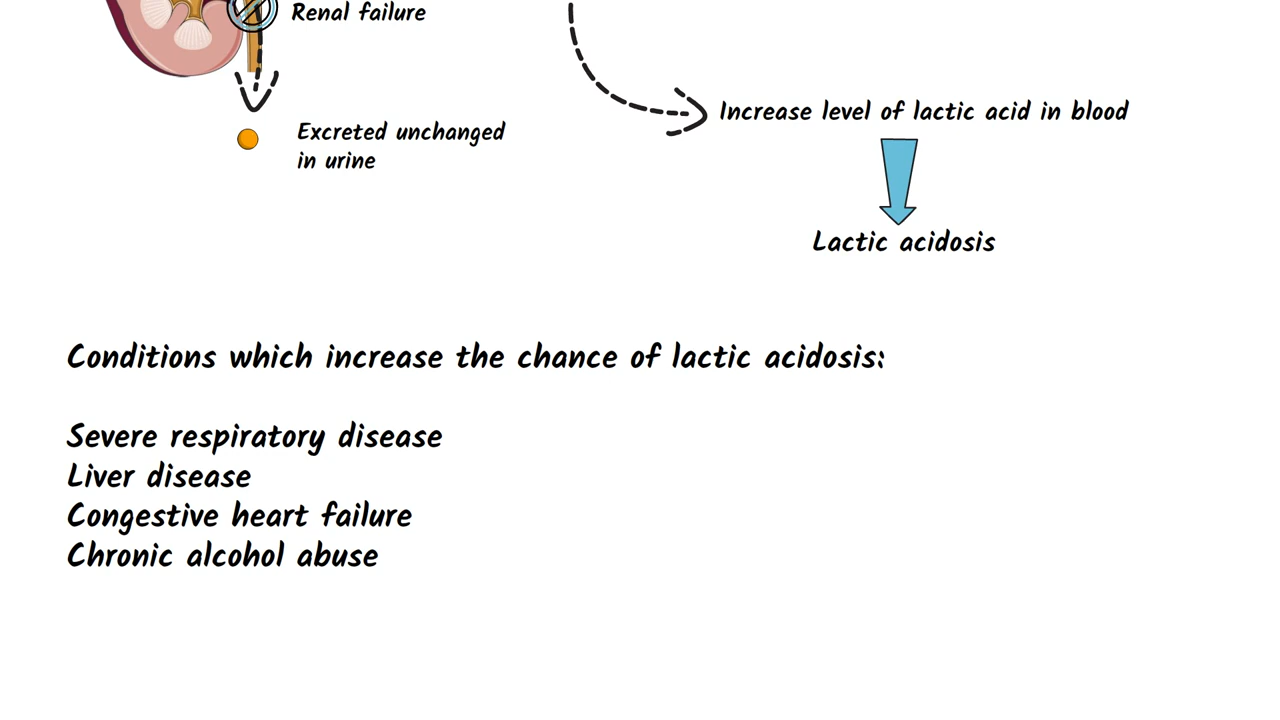 Renal failure
Excreted unchanged
in urine
Increase level of lactic acid in blood
Lactic acidosis
Conditions which increase the chance of lactic acidosis:
Severe respiratory disease
Liver disease
Congestive heart failure
Chronic alcohol abuse